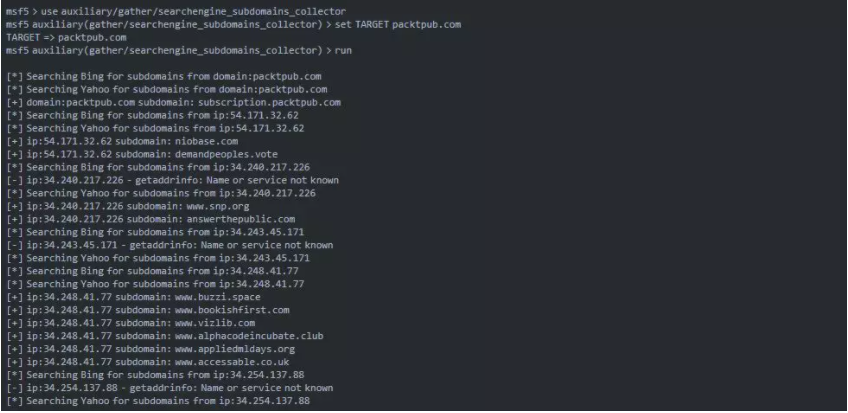 msf5 > use auxiliary/gather/searchengine_subdomains_collector
msf5 auxiliary(gather/searchengine_subdomains_collector) > set TARGET packtpub.com
TARGET => packtpub.com
msf5 auxiliary(gather/searchengine_subdomains_collector) > run
[*] Searching Bing for subdomains from domain:packtpub.com
[*] Searching Yahoo for subdomains from domain:packtpub.com
[+] domain:packtpub.com subdomain: subscription.packtpub.com
[*] Searching Bing for subdomains from ip:54.171.32.62
[*] Searching Yahoo for subdomains from ip:54.171.32.62
[+] ip:54.171.32.62 subdomain: niobase.com
[+] ip:54.171.32.62 subdomain: demandpeoples.vote
[*] Searching Bing for subdomains from ip:34.240.217.226
[-] ip:34.240.217.226 - getaddrinfo: Name or service not known
[*] Searching Yahoo for subdomains from ip:34.240.217.226
[+] ip:34.240.217.226 subdomain: www.snp.org
[+] ip:34.240.217.226 subdomain: answerthepublic.com
[*] Searching Bing for subdomains from ip:34.243.45.171
[-] ip:34.243.45.171 - getaddrinfo: Name or service not known
[*] Searching Yahoo for subdomains from ip:34.243.45.171
[*] Searching Bing for subdomains from ip:34.248.41.77
[*] Searching Yahoo for subdomains from ip:34.248.41.77
[+] ip:34.248.41.77 subdomain: www.buzzi.space
[+] ip:34.248.41.77 subdomain: www.bookishfirst.com
[+] ip:34.248.41.77 subdomain: www.vizlib.com
[+] ip:34.248.41.77 subdomain: www.alphacodeincubate.club
[+] ip:34.248.41.77 subdomain: www.appliedmldays.org
[+] ip:34.248.41.77 subdomain: www.accessable.co.uk
[*] Searching Bing for subdomains from ip:34.254.137.88
[-] ip:34.254.137.88 - getaddrinfo: Name or service not known
[*] Searching Yahoo for subdomains from ip:34.254.137.88